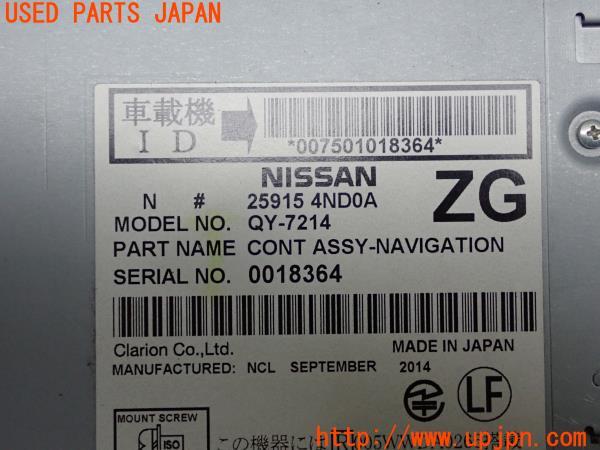 USED PARTS JAPAN
車載機
ID
*007501018364*
NISSAN
N # 25915 4ND0A
ZG
MODEL NO. QY-7214
PART NAME CONT ASSY-NAVIGATION
SERIAL NO. 0018364
Clarion Co.,Ltd.
MADE IN JAPAN
MANUFACTURED: NCL SEPTEMBER 2014
LF
MOUNT SCREW
ISO
この機器には
http://www.upjpn.com